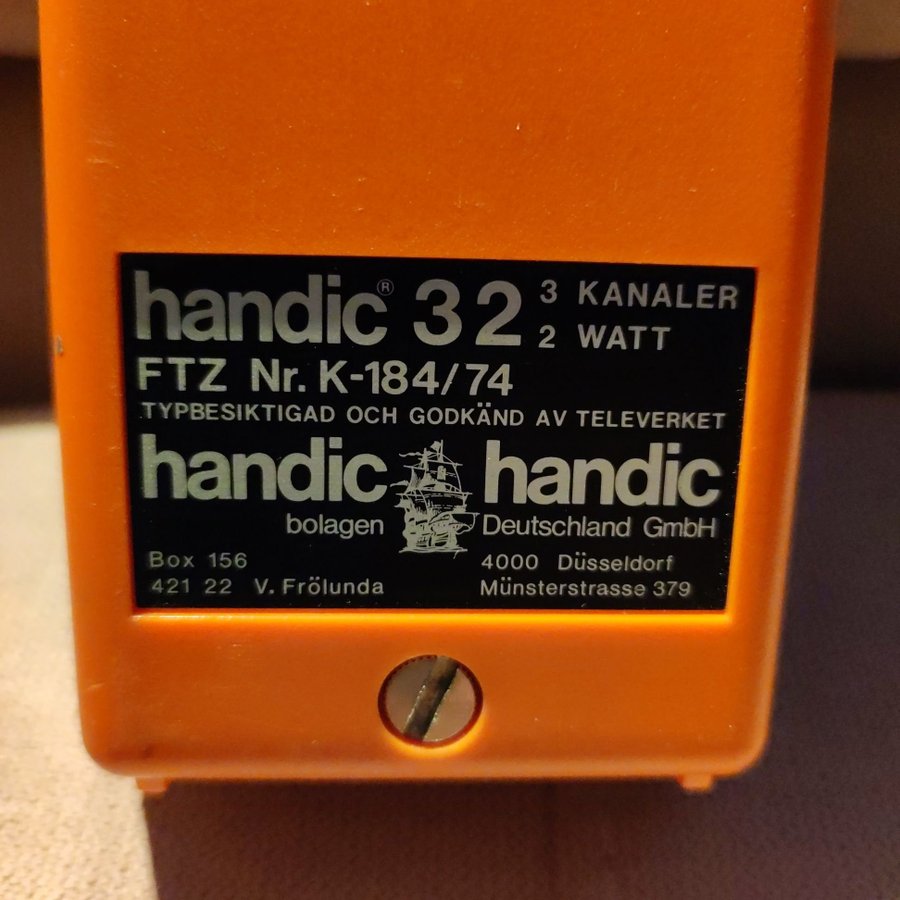 handic® 32 3 KANALER
2 WATT
FTZ Nr. K-184/74
TYPBESIKTIGAD OCH GODKÄND AV TELEVERKET
handic handic
bolagen Deutschland GmbH
Box 156 4000 Düsseldorf
421 22 V. Frölunda Münsterstrasse 379